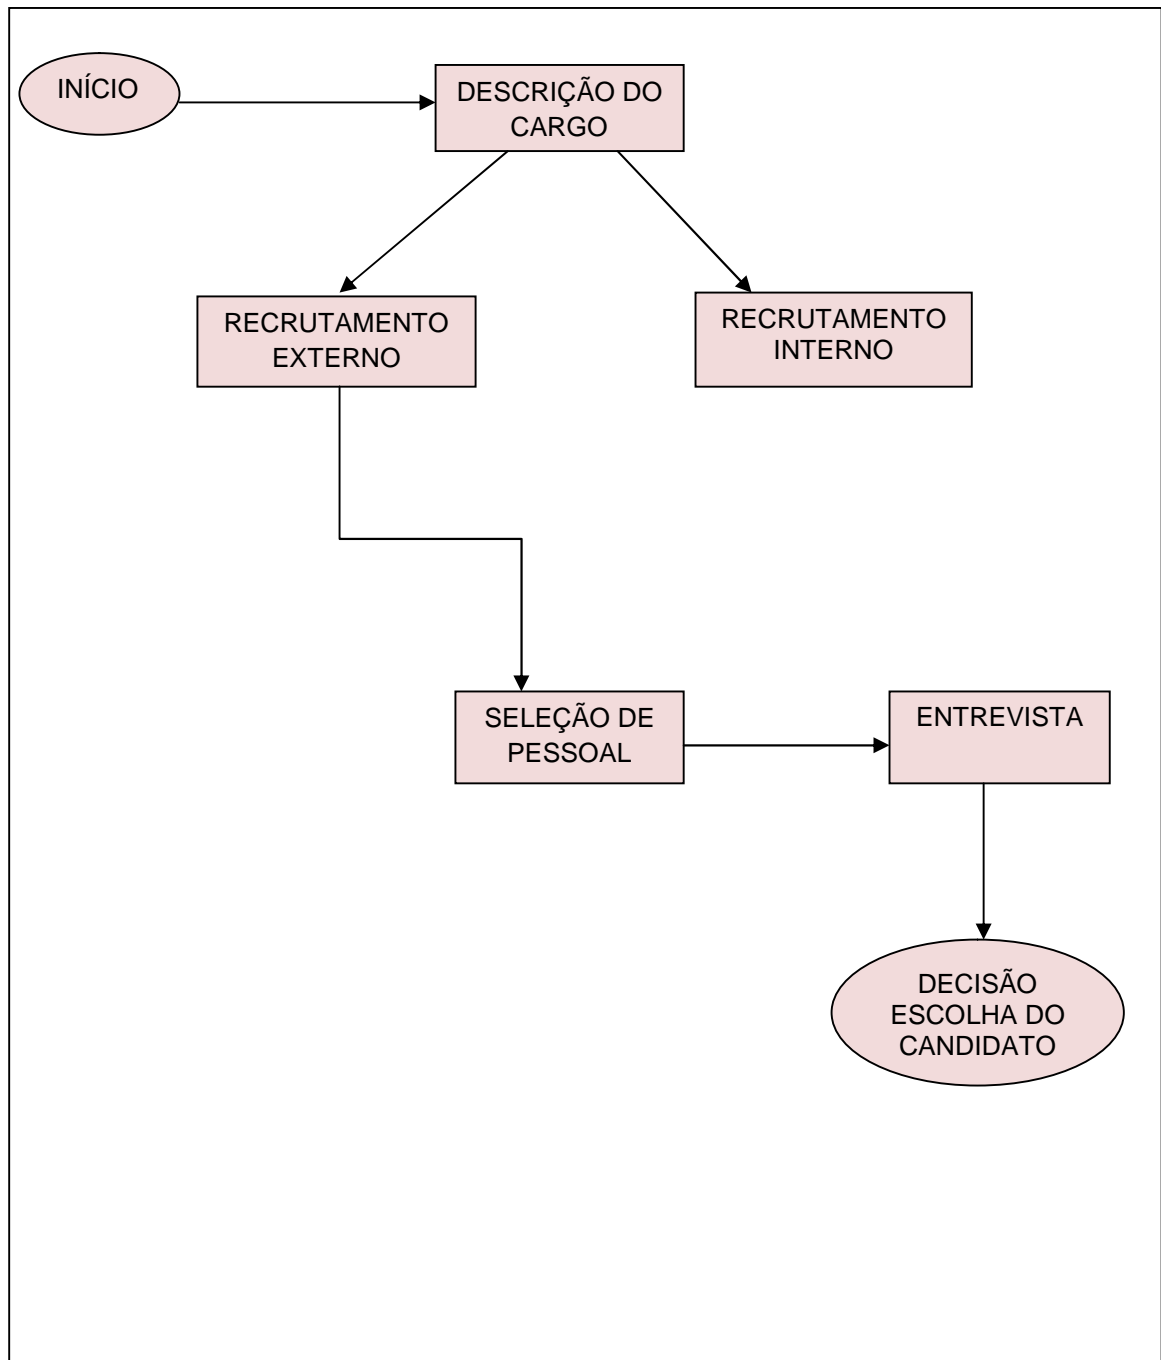 INÍCIO
DESCRIÇÃO DO
CARGO
RECRUTAMENTO
EXTERNO
RECRUTAMENTO
INTERNO
SELEÇÃO DE
PESSOAL
ENTREVISTA
DECISÃO
ESCOLHA DO
CANDIDATO